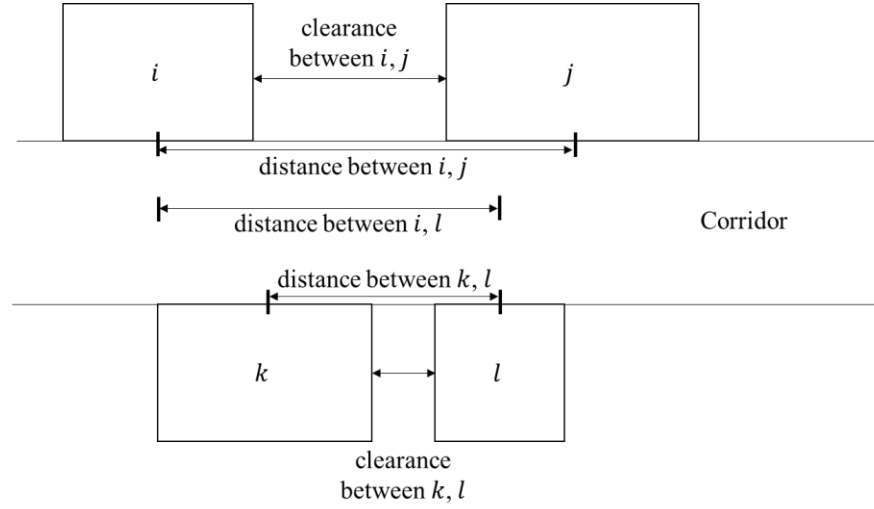 clearance
between i, j
i
j
distance between i, j
distance between i, l
Corridor
distance between k, l
k
l
clearance
between k, l